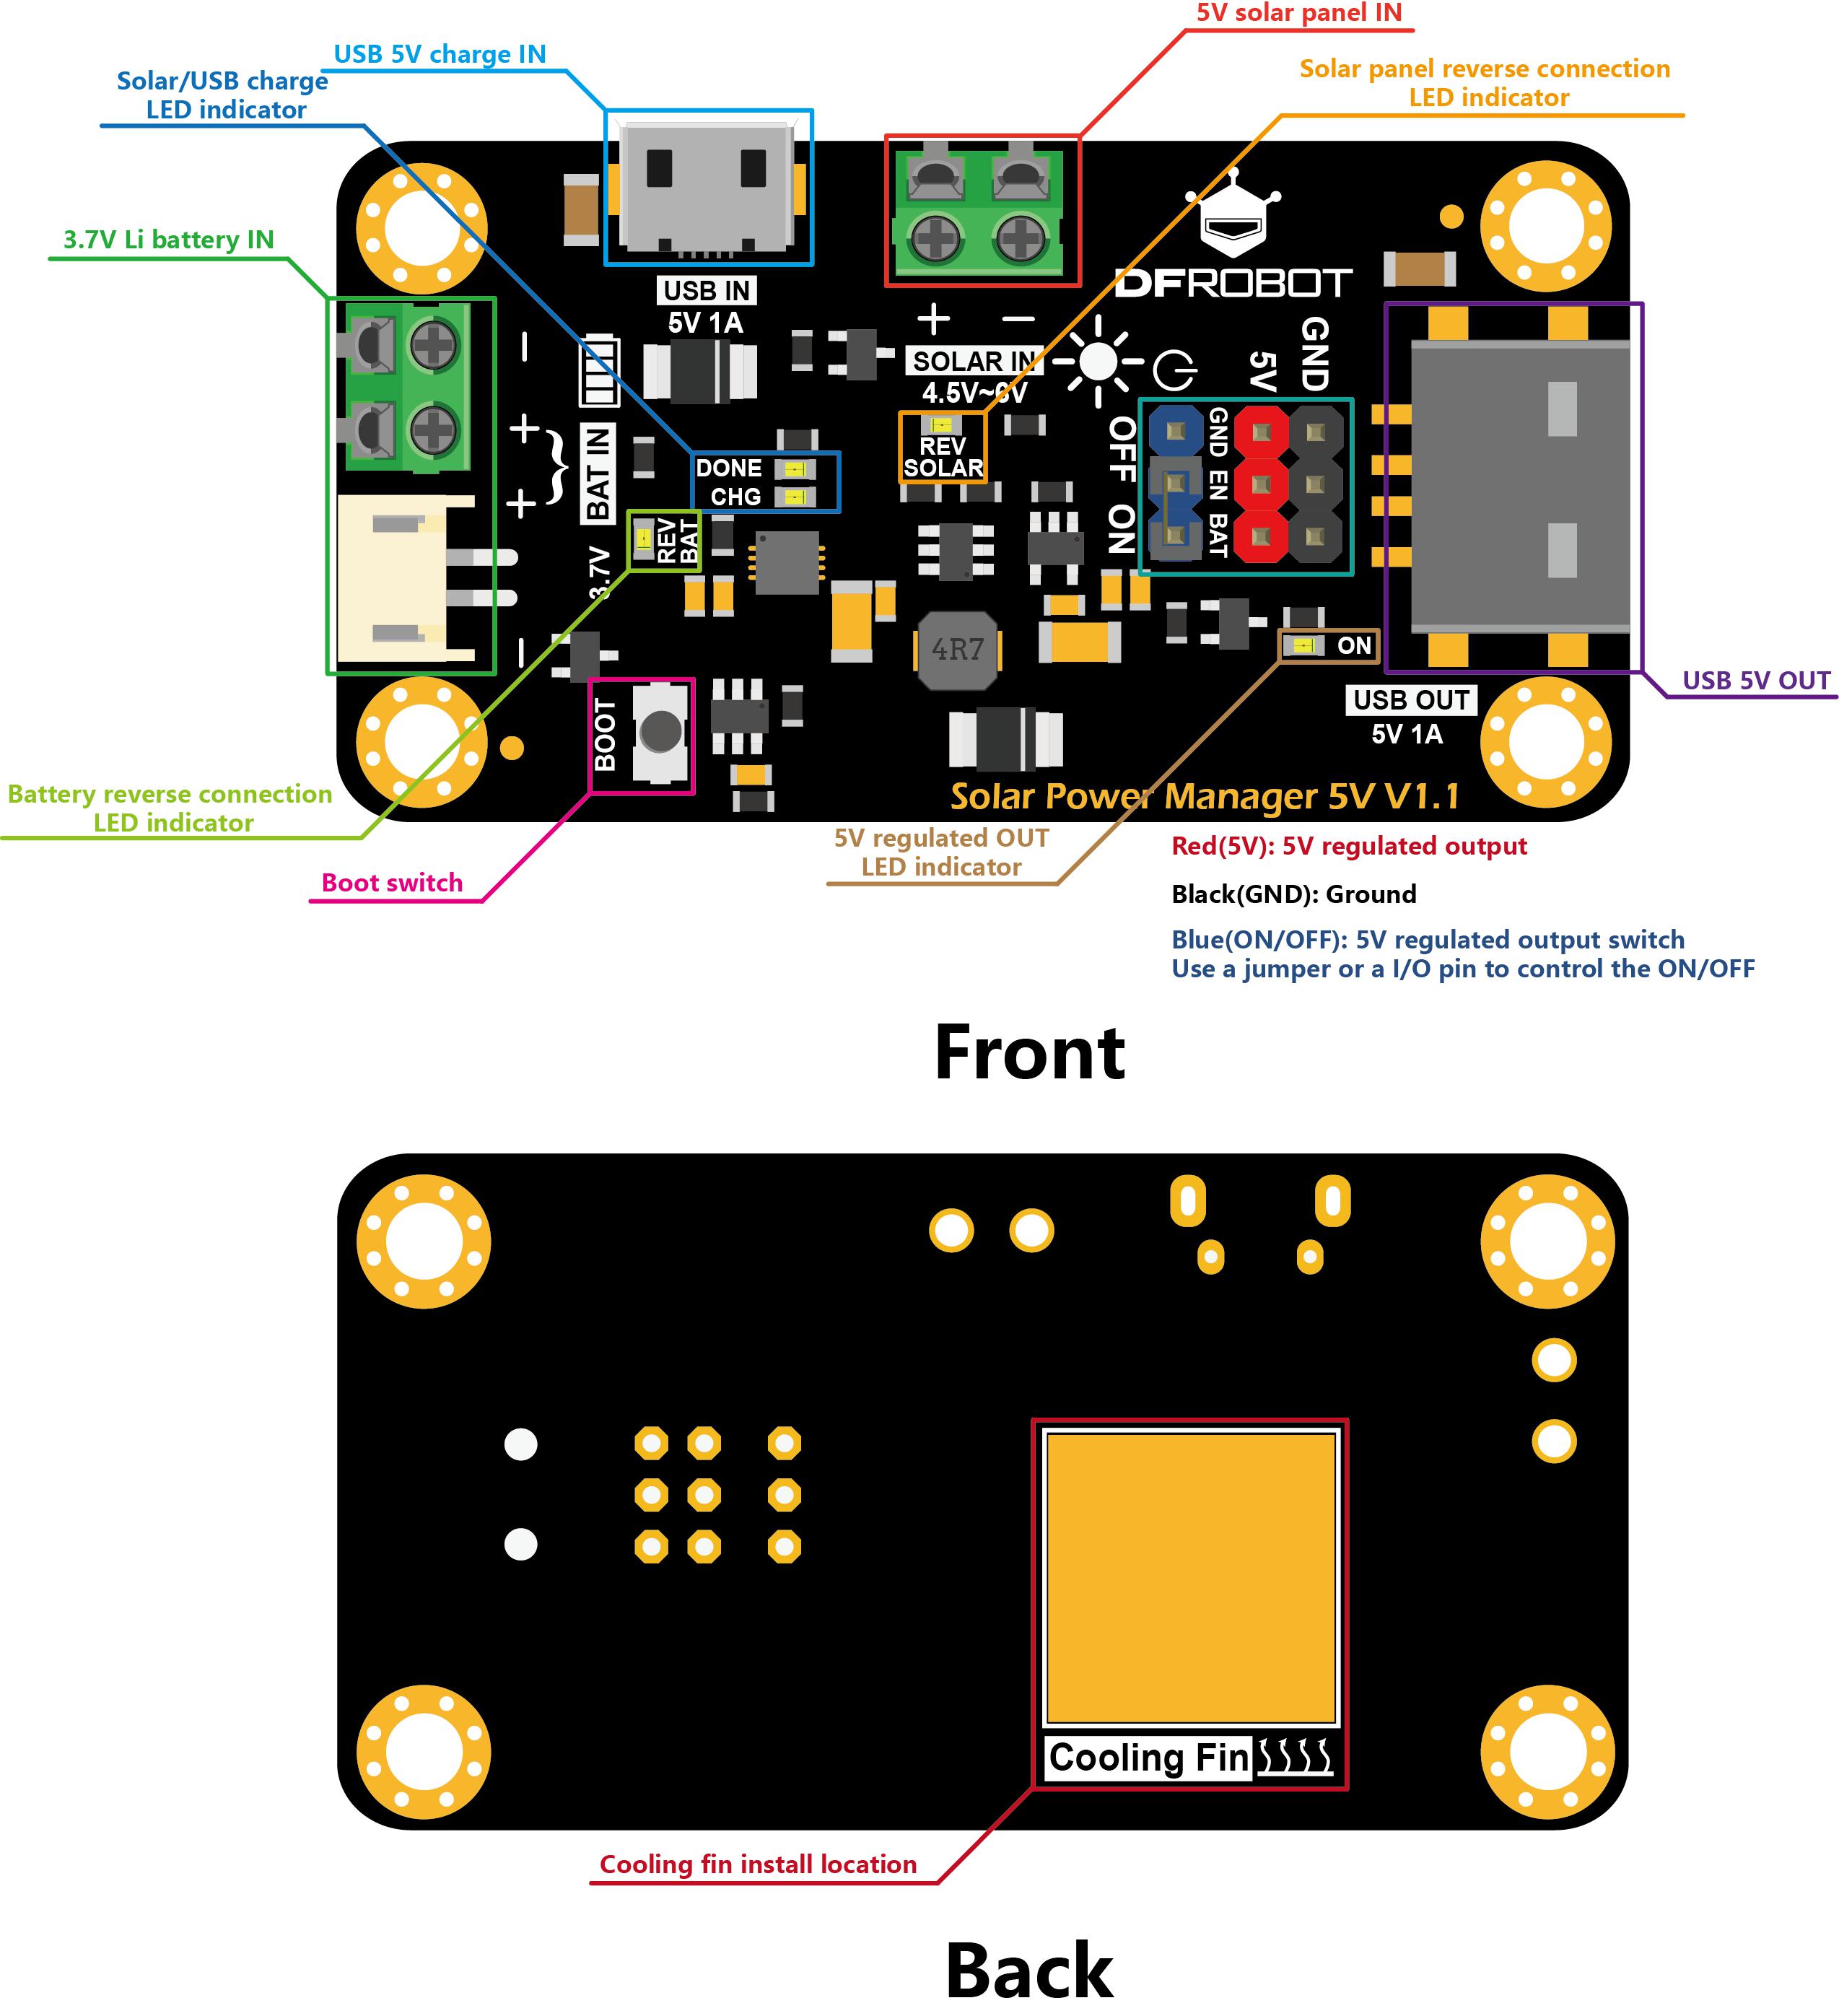 5V solar panel IN
USB 5V charge IN
Solar panel reverse connection
LED indicator
Solar/USB charge
LED indicator
3.7V Li battery IN
USB IN
5V 1A
DFROBOT
+ −
SOLAR IN
4.5V~6V
5V
GND
−
+
+
−
BAT IN
3.7V
DONE
CHG
REV
BAT
REV
SOLAR
OFF ON
GND EN BAT
4R7
ON
BOOT
USB OUT
5V 1A
USB 5V OUT
Solar Power Manager 5V V1.1
Battery reverse connection
LED indicator
Boot switch
5V regulated OUT
LED indicator
Red(5V): 5V regulated output
Black(GND): Ground
Blue(ON/OFF): 5V regulated output switch
Use a jumper or a I/O pin to control the ON/OFF
Front
Cooling Fin
Cooling fin install location
Back